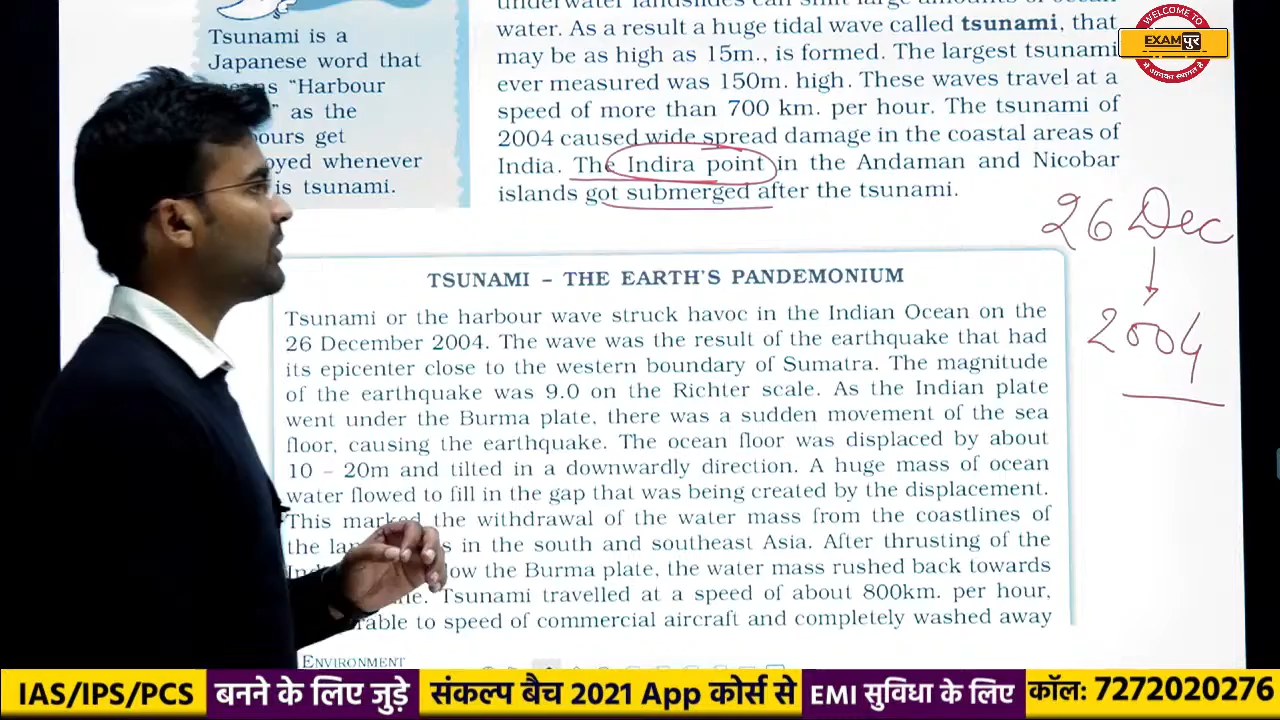 Tsunami is a
Japanese word that
"Harbour
" as the
get
whenever
is tsunami.
underwater landslides can shift large amounts of ocean
water. As a result a huge tidal wave called tsunami, that
may be as high as 15m., is formed. The largest tsunami
ever measured was 150m. high. These waves travel at a
speed of more than 700 km. per hour. The tsunami of
2004 caused wide spread damage in the coastal areas of
India. The Indira point in the Andaman and Nicobar
islands got submerged after the tsunami.
26 Dec
2004
TSUNAMI – THE EARTH'S PANDEMONIUM
Tsunami or the harbour wave struck havoc in the Indian Ocean on the
26 December 2004. The wave was the result of the earthquake that had
its epicenter close to the western boundary of Sumatra. The magnitude
of the earthquake was 9.0 on the Richter scale. As the Indian plate
went under the Burma plate, there was a sudden movement of the sea
floor, causing the earthquake. The ocean floor was displaced by about
10 – 20m and tilted in a downwardly direction. A huge mass of ocean
water flowed to fill in the gap that was being created by the displacement.
This marked the withdrawal of the water mass from the coastlines of
the in the south and southeast Asia. After thrusting of the
the Burma plate, the water mass rushed back towards
Tsunami travelled at a speed of about 800km. per hour,
to speed of commercial aircraft and completely washed away
ENVIRONMENT
WELCOME TO
EXAMपुर
में आपका स्वागत है
IAS/IPS/PCS बनने के लिए जुड़े संकल्प बैच 2021 App कोर्स से EMI सुविधा के लिए कॉल: 7272020276